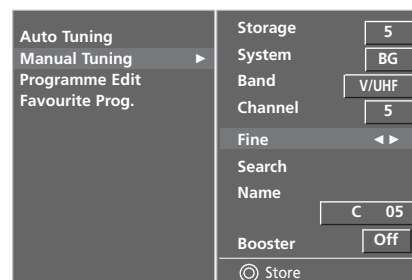 Auto Tuning
Manual Tuning ►
Programme Edit
Favourite Prog.
Storage 5
System BG
Band V/UHF
Channel 5
Fine ◄ ►
Search
Name
C 05
Booster Off
Store